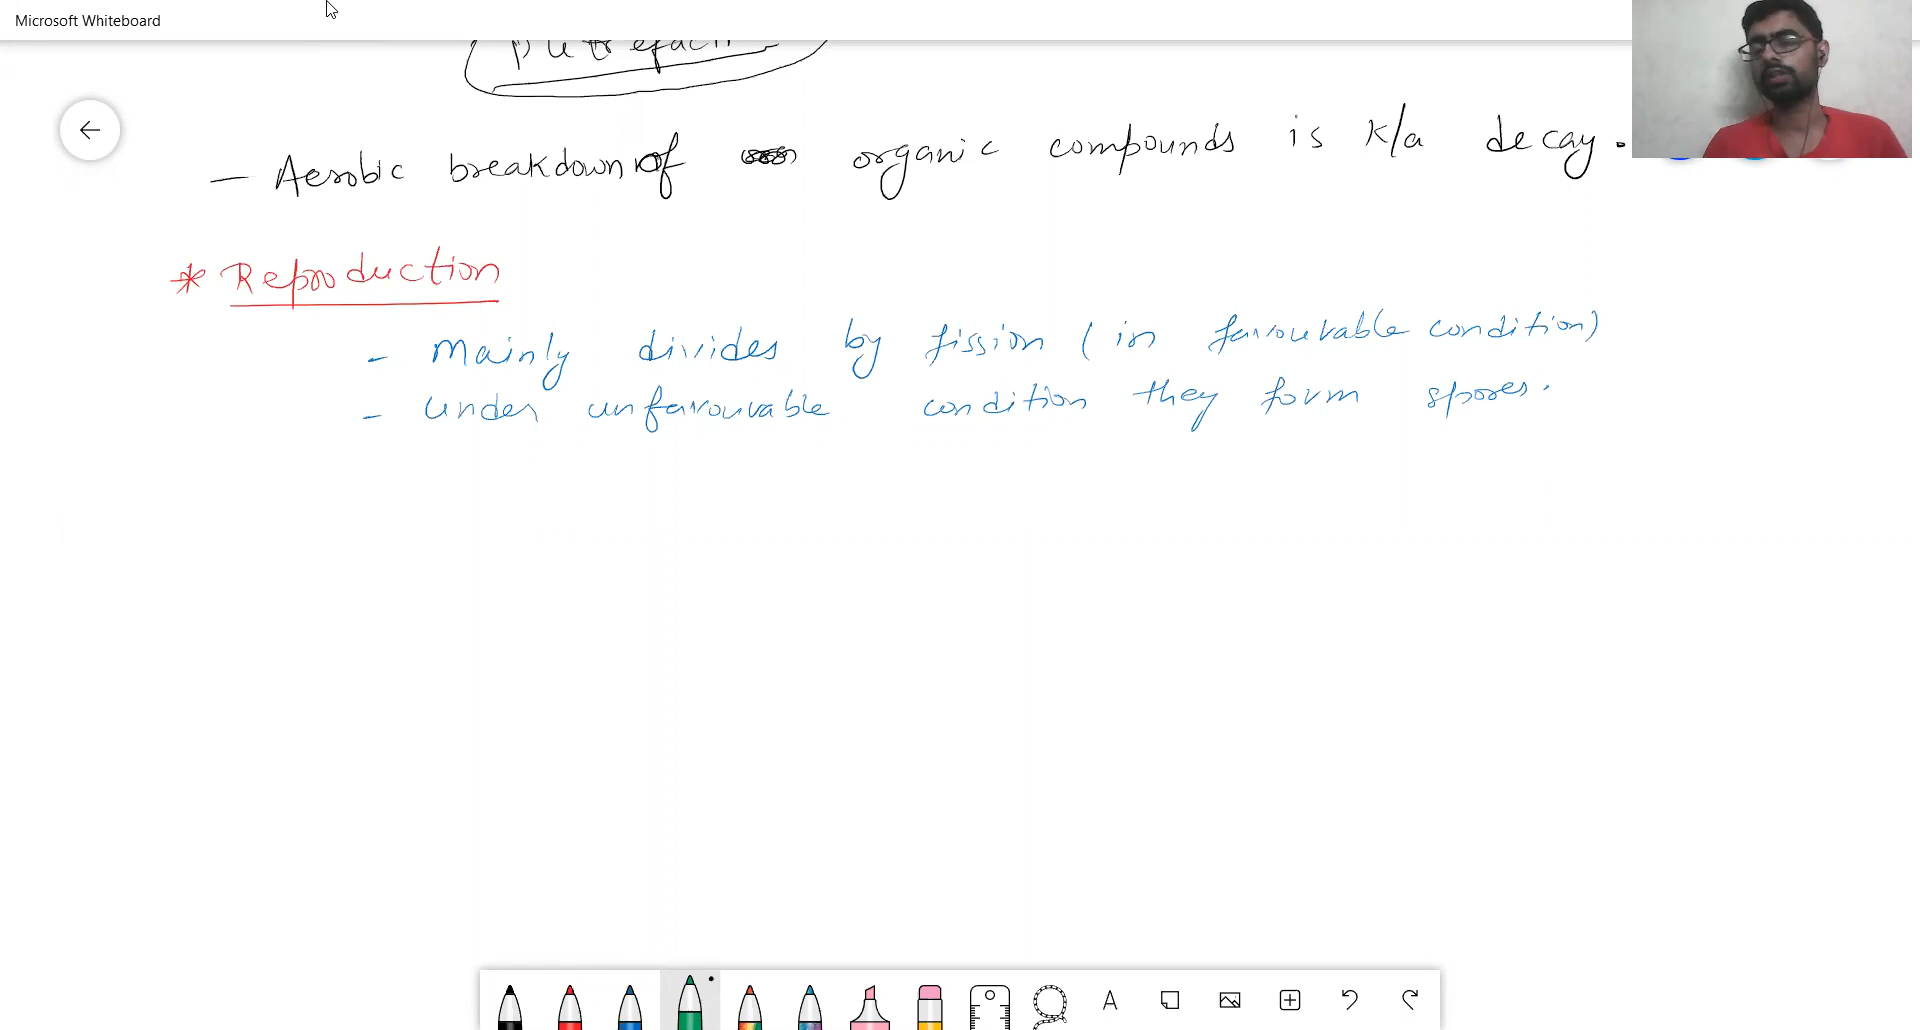 Microsoft Whiteboard
— Aerobic breakdown of organic compounds is k/a decay.
* Reproduction
- Mainly divides by fission (in favourable condition)
- Under unfavourable condition they form spores.